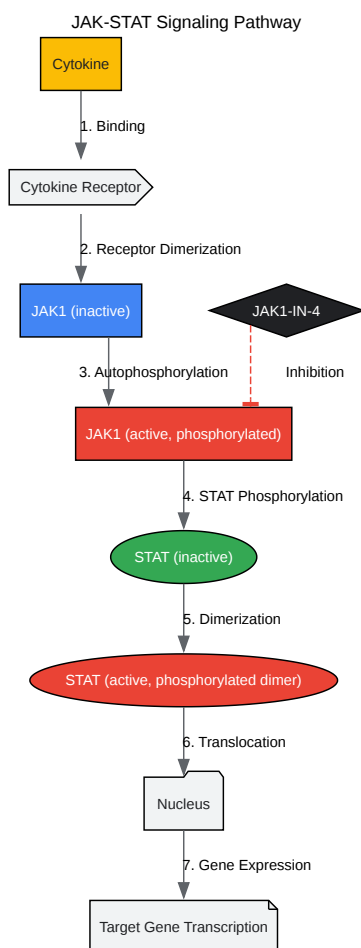 JAK-STAT Signaling Pathway
Cytokine
1. Binding
Cytokine Receptor
2. Receptor Dimerization
JAK1 (inactive)
JAK1-IN-4
3. Autophosphorylation
Inhibition
JAK1 (active, phosphorylated)
4. STAT Phosphorylation
STAT (inactive)
5. Dimerization
STAT (active, phosphorylated dimer)
6. Translocation
Nucleus
7. Gene Expression
Target Gene Transcription